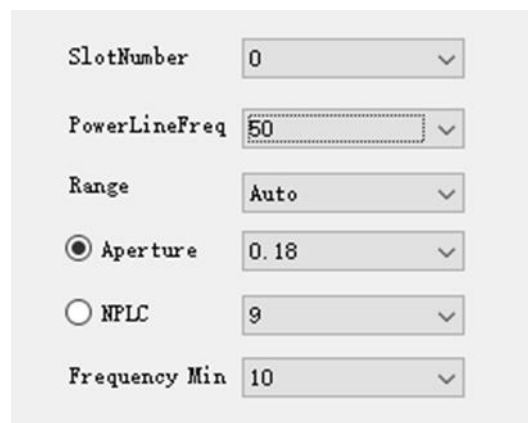 SlotNumber 0
PowerLineFreq 50
Range Auto
Aperture 0.18
NPLC 9
Frequency Min 10